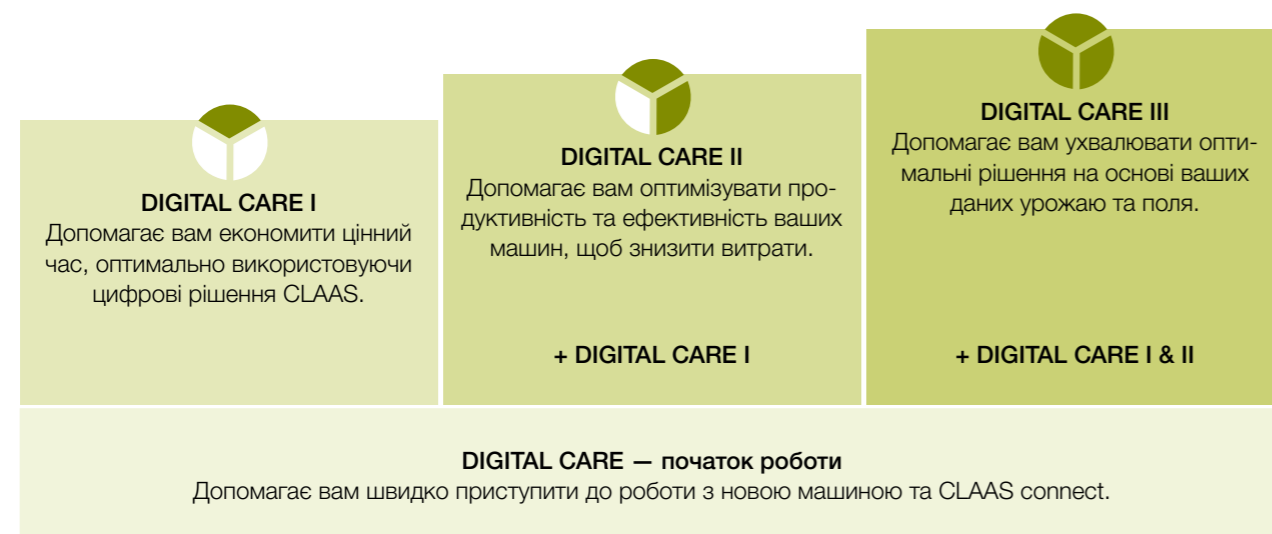 DIGITAL CARE I
Допомагає вам економити цінний
час, оптимально використовуючи
цифрові рішення CLAAS.
DIGITAL CARE II
Допомагає вам оптимізувати про-
дуктивність та ефективність ваших
машин, щоб знизити витрати.
+ DIGITAL CARE I
DIGITAL CARE III
Допомагає вам ухвалювати опти-
мальні рішення на основі ваших
даних урожаю та поля.
+ DIGITAL CARE I & II
DIGITAL CARE — початок роботи
Допомагає вам швидко приступити до роботи з новою машиною та CLAAS connect.